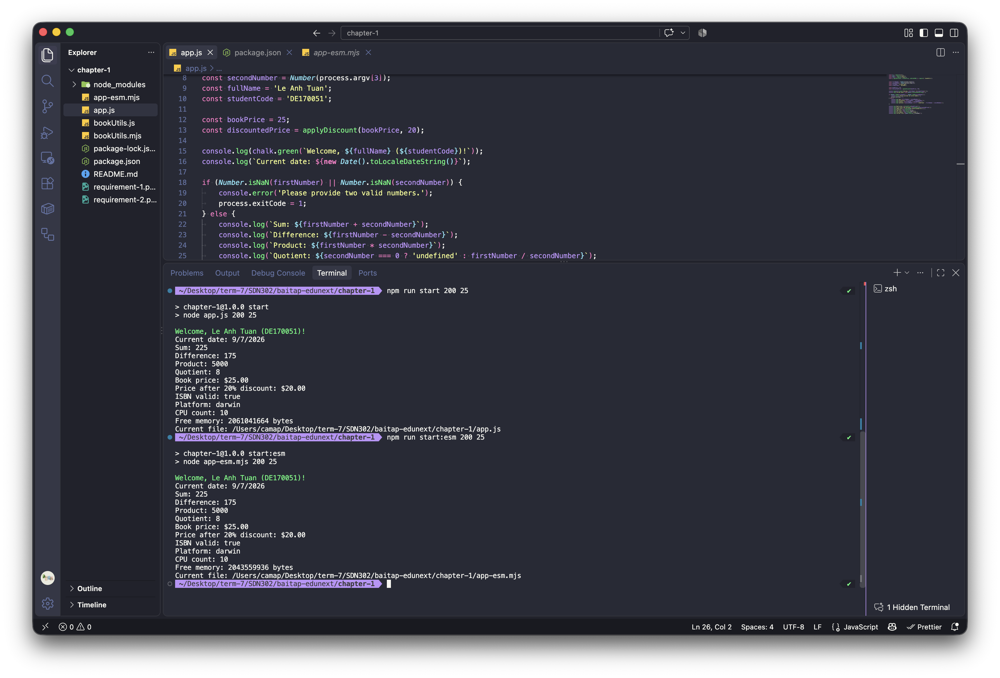 chapter-1
Explorer
chapter-1
node_modules
app-esm.mjs
app.js
bookUtils.js
bookUtils.mjs
package-lock.js...
package.json
README.md
requirement-1.p...
requirement-2.p...
Outline
Timeline
app.js
package.json
app-esm.mjs
app.js > ...
8 const secondNumber = Number(process.argv[3]);
9 const fullName = 'Le Anh Tuan';
10 const studentCode = 'DE170051';
11
12 const bookPrice = 25;
13 const discountedPrice = applyDiscount(bookPrice, 20);
14
15 console.log(chalk.green(`Welcome, ${fullName} (${studentCode})!`));
16 console.log(`Current date: ${new Date().toLocaleDateString()}`);
17
18 if (Number.isNaN(firstNumber) || Number.isNaN(secondNumber)) {
19 console.error('Please provide two valid numbers.');
20 process.exitCode = 1;
21 } else {
22 console.log(`Sum: ${firstNumber + secondNumber}`);
23 console.log(`Difference: ${firstNumber - secondNumber}`);
24 console.log(`Product: ${firstNumber * secondNumber}`);
25 console.log(`Quotient: ${secondNumber === 0 ? 'undefined' : firstNumber / secondNumber}`);
Problems Output Debug Console Terminal Ports
~/Desktop/term-7/SDN302/baitap-edunext/chapter-1 npm run start 200 25
> chapter-1@1.0.0 start
> node app.js 200 25
Welcome, Le Anh Tuan (DE170051)!
Current date: 9/7/2026
Sum: 225
Difference: 175
Product: 5000
Quotient: 8
Book price: $25.00
Price after 20% discount: $20.00
ISBN valid: true
Platform: darwin
CPU count: 10
Free memory: 2061041664 bytes
Current file: /Users/camap/Desktop/term-7/SDN302/baitap-edunext/chapter-1/app.js
~/Desktop/term-7/SDN302/baitap-edunext/chapter-1 npm run start:esm 200 25
> chapter-1@1.0.0 start:esm
> node app-esm.mjs 200 25
Welcome, Le Anh Tuan (DE170051)!
Current date: 9/7/2026
Sum: 225
Difference: 175
Product: 5000
Quotient: 8
Book price: $25.00
Price after 20% discount: $20.00
ISBN valid: true
Platform: darwin
CPU count: 10
Free memory: 2043559936 bytes
Current file: /Users/camap/Desktop/term-7/SDN302/baitap-edunext/chapter-1/app-esm.mjs
~/Desktop/term-7/SDN302/baitap-edunext/chapter-1
zsh
1 Hidden Terminal
0 0
Ln 26, Col 2 Spaces: 4 UTF-8 LF JavaScript Prettier